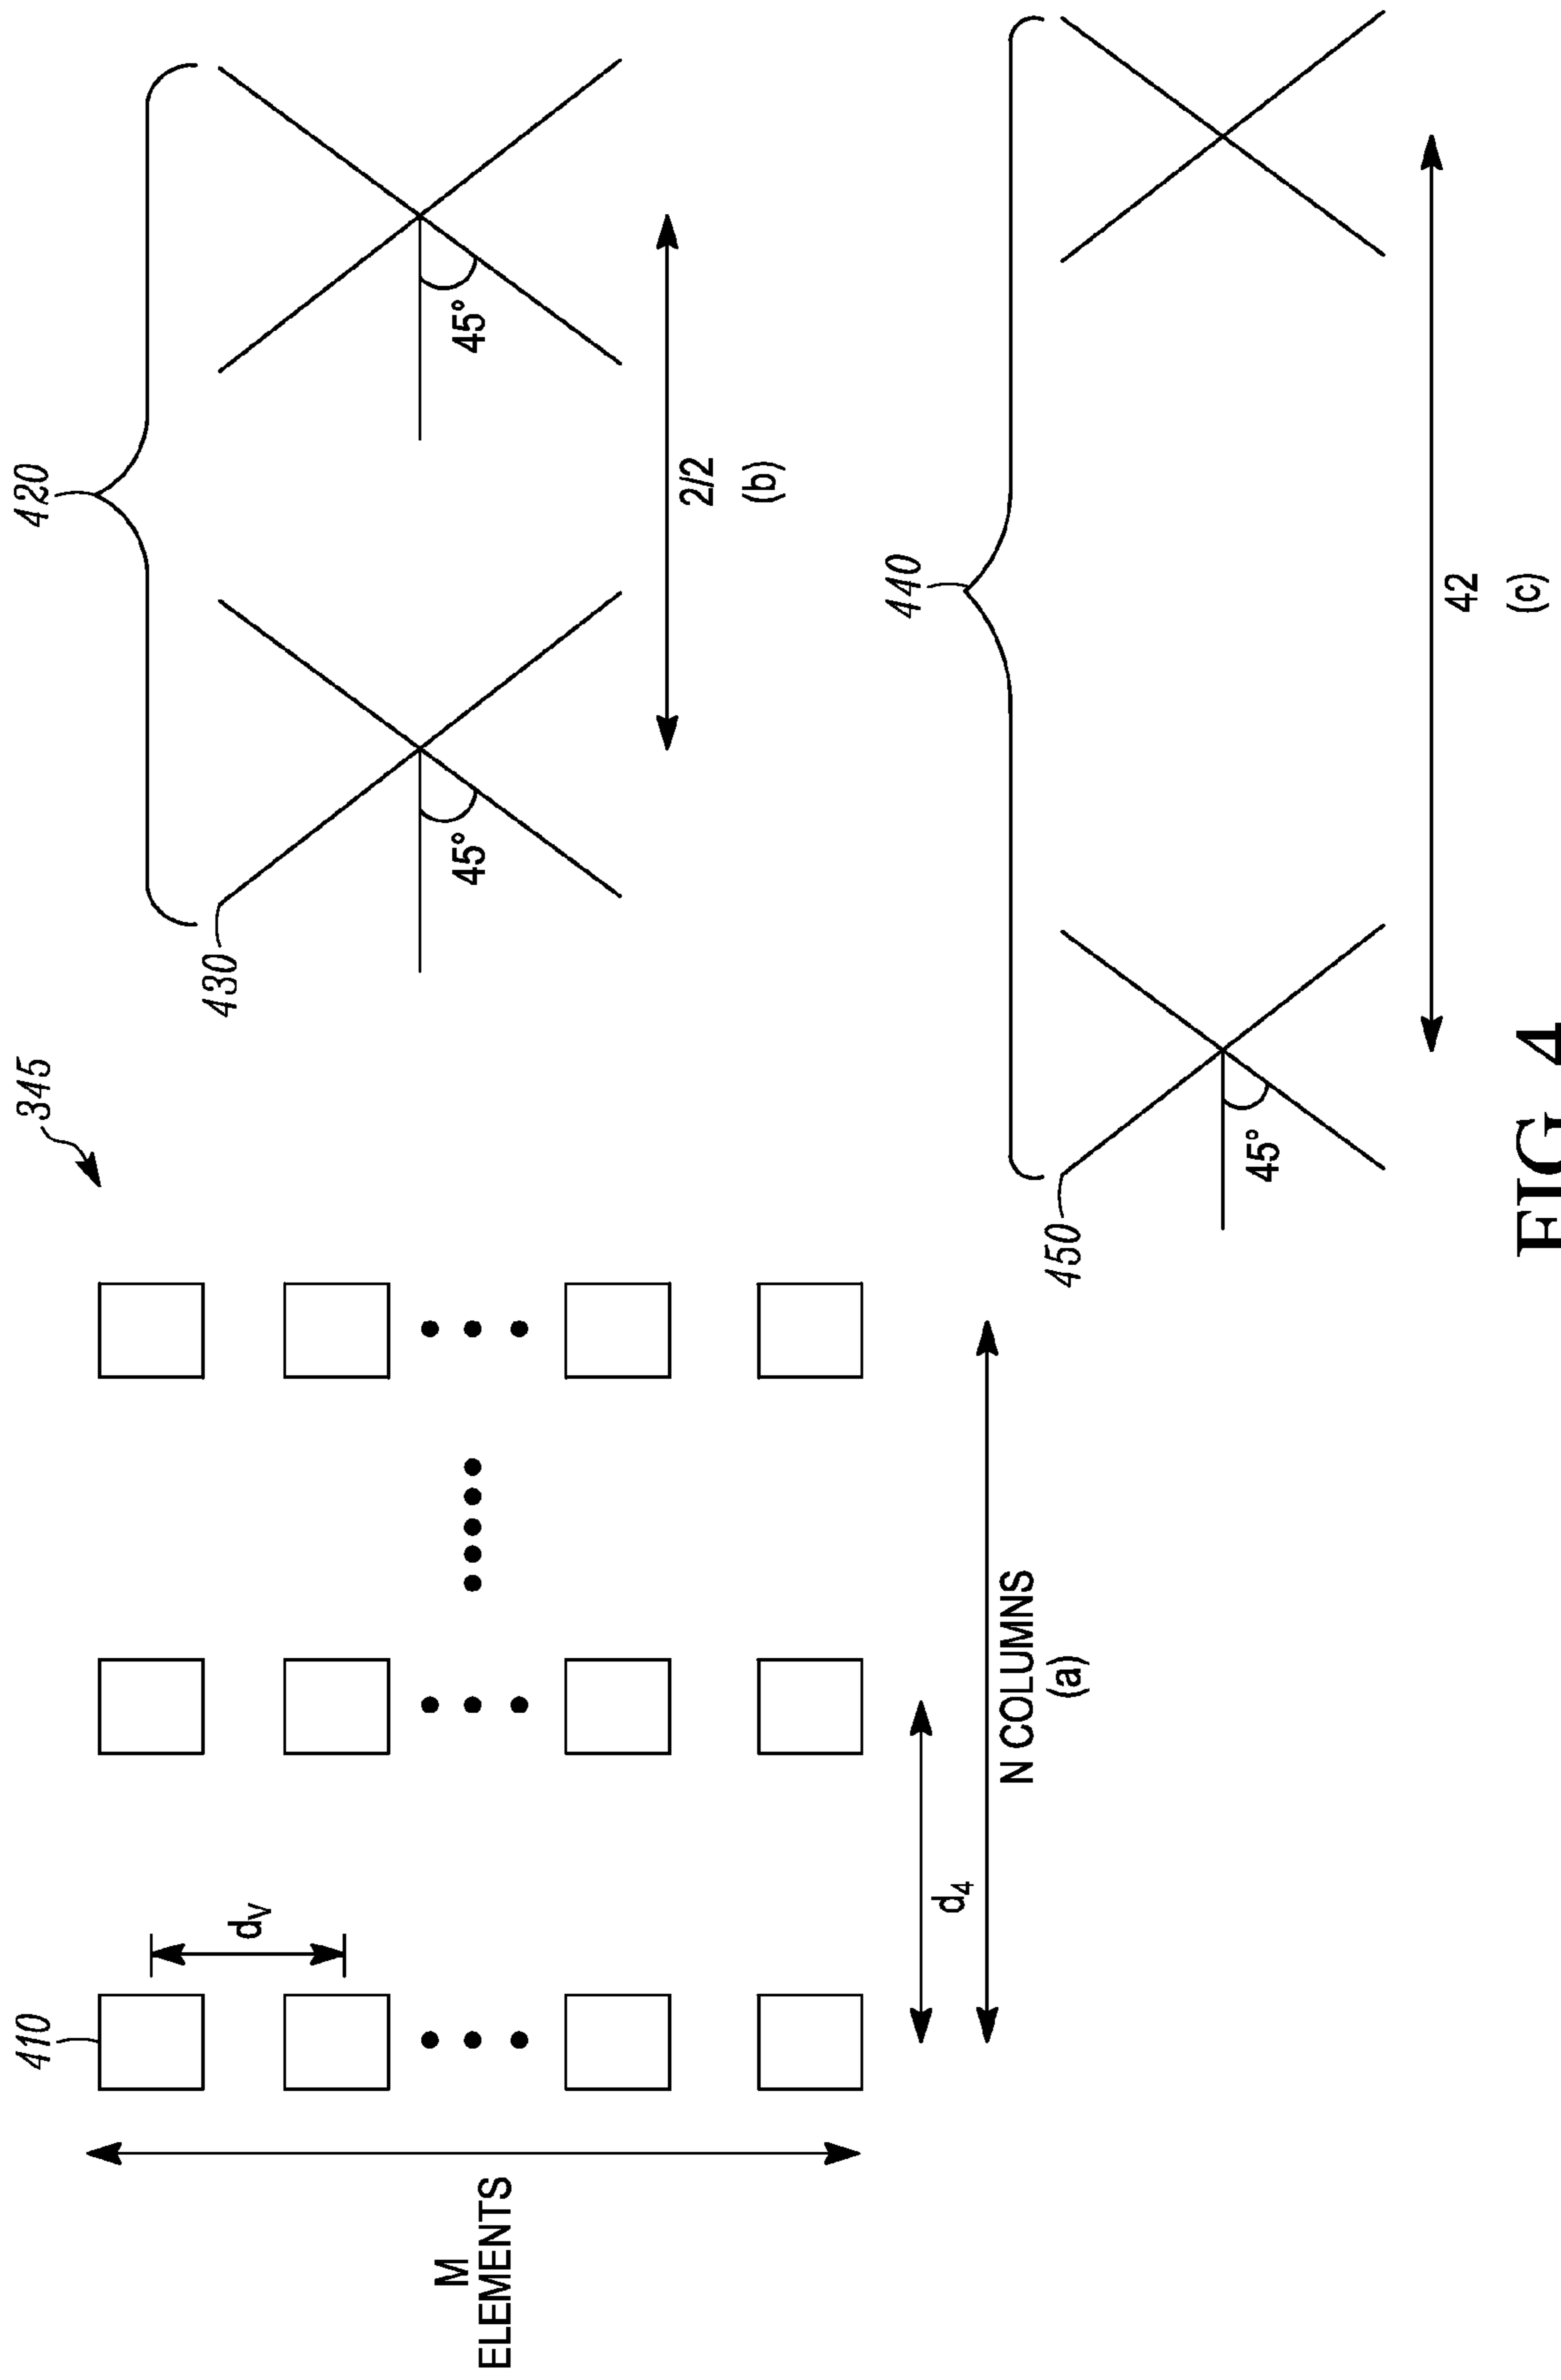 345
410
dV
M
ELEMENTS
d4
N COLUMNS
(a)
420
430
45°
45°
2/2
(b)
440
450
45°
42
(c)
FIG. 4